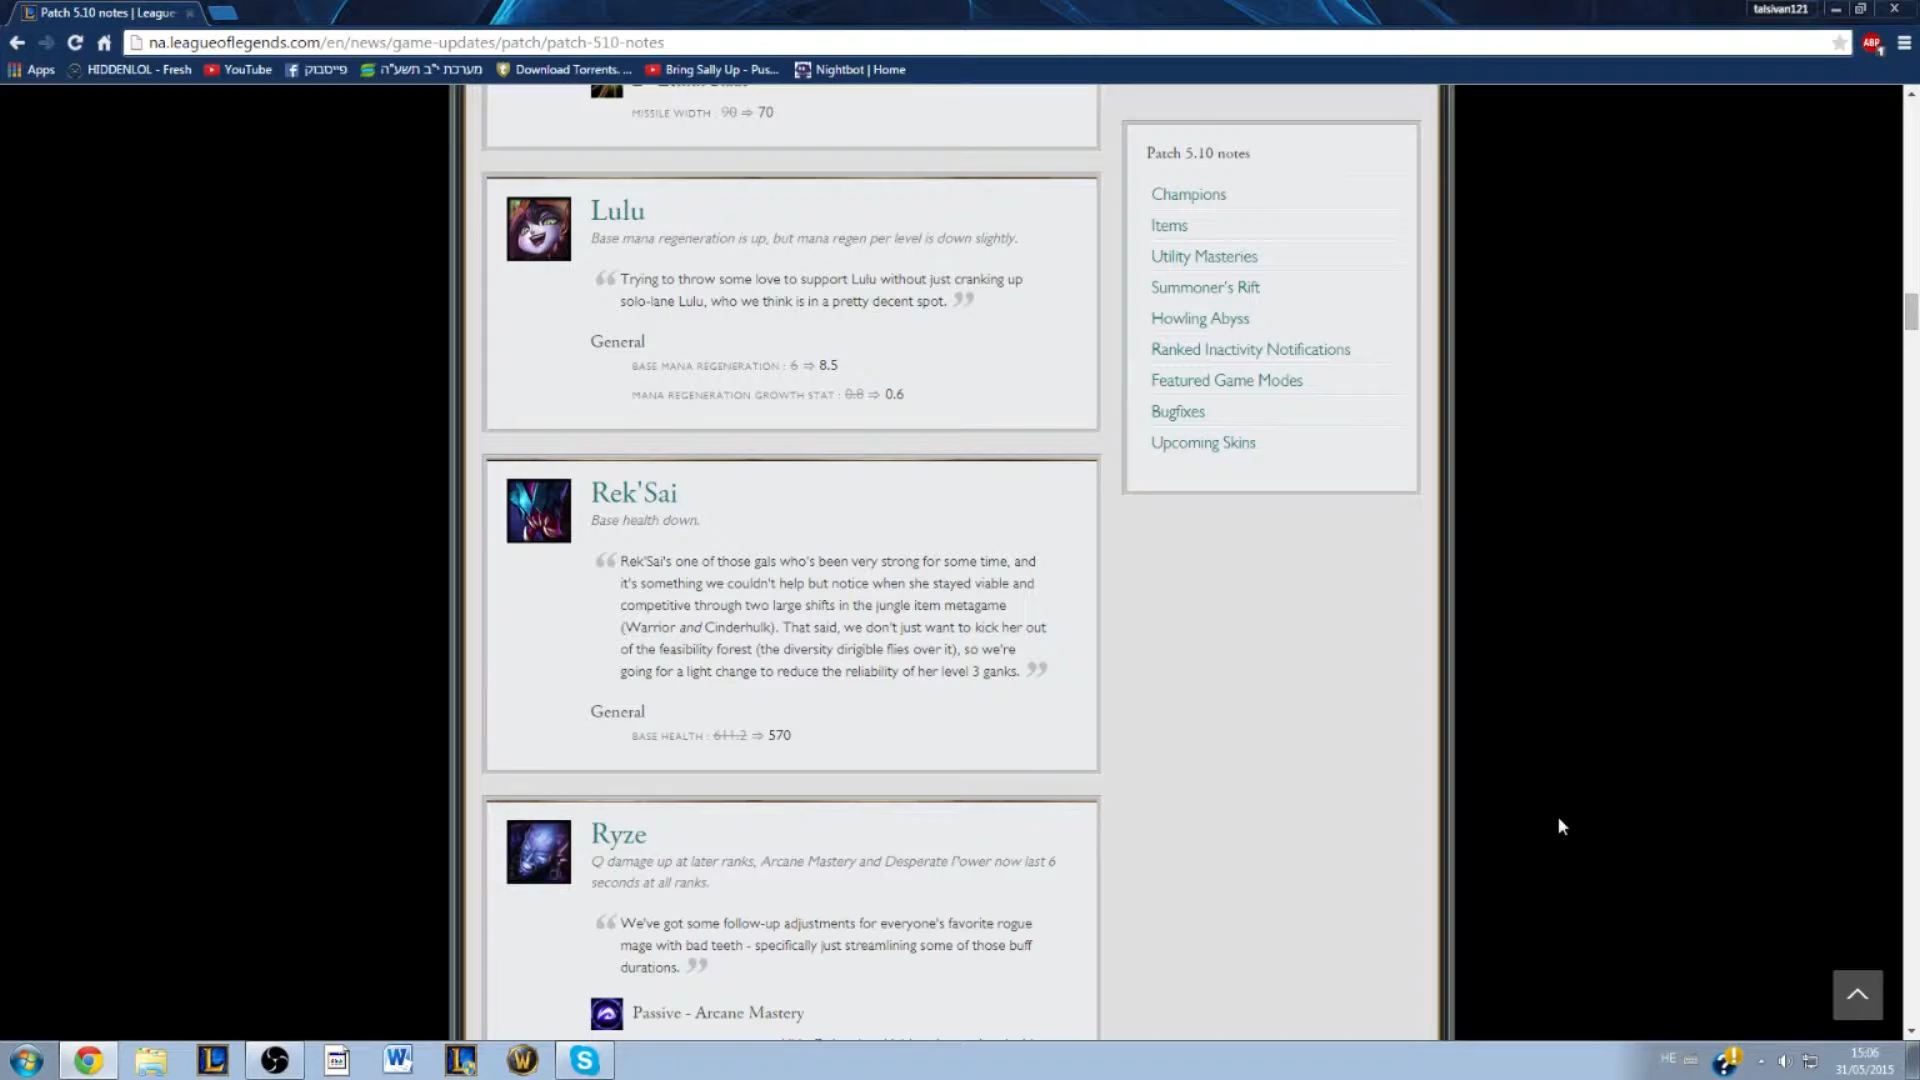 Patch 5.10 notes | League
talsivan121
na.leagueoflegends.com/en/news/game-updates/patch/patch-510-notes
ABP
Apps HIDDENLOL - Fresh YouTube פייסבוק מערכת י"ב תשע"ה Download Torrents. ... Bring Sally Up - Pus... Nightbot | Home
MISSILE WIDTH : 90 ⇒ 70
Lulu
Base mana regeneration is up, but mana regen per level is down slightly.
Trying to throw some love to support Lulu without just cranking up
solo-lane Lulu, who we think is in a pretty decent spot.
General
BASE MANA REGENERATION : 6 ⇒ 8.5
MANA REGENERATION GROWTH STAT : 0.8 ⇒ 0.6
Rek'Sai
Base health down.
Rek'Sai's one of those gals who's been very strong for some time, and
it's something we couldn't help but notice when she stayed viable and
competitive through two large shifts in the jungle item metagame
(Warrior and Cinderhulk). That said, we don't just want to kick her out
of the feasibility forest (the diversity dirigible flies over it), so we're
going for a light change to reduce the reliability of her level 3 ganks.
General
BASE HEALTH : 611.2 ⇒ 570
Ryze
Q damage up at later ranks, Arcane Mastery and Desperate Power now last 6
seconds at all ranks.
We've got some follow-up adjustments for everyone's favorite rogue
mage with bad teeth - specifically just streamlining some of those buff
durations.
Passive - Arcane Mastery
Patch 5.10 notes
Champions
Items
Utility Masteries
Summoner's Rift
Howling Abyss
Ranked Inactivity Notifications
Featured Game Modes
Bugfixes
Upcoming Skins
HE
15:06
31/05/2015